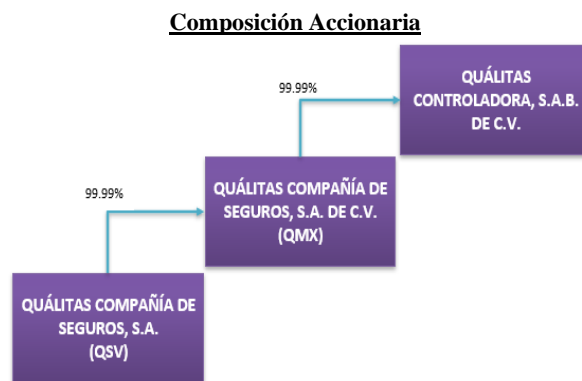 Composición Accionaria
QUÁLITAS
CONTROLADORA, S.A.B.
DE C.V.
99.99%
QUÁLITAS COMPAÑÍA DE
SEGUROS, S.A. DE C.V.
(QMX)
99.99%
QUÁLITAS COMPAÑÍA DE
SEGUROS, S.A.
(QSV)